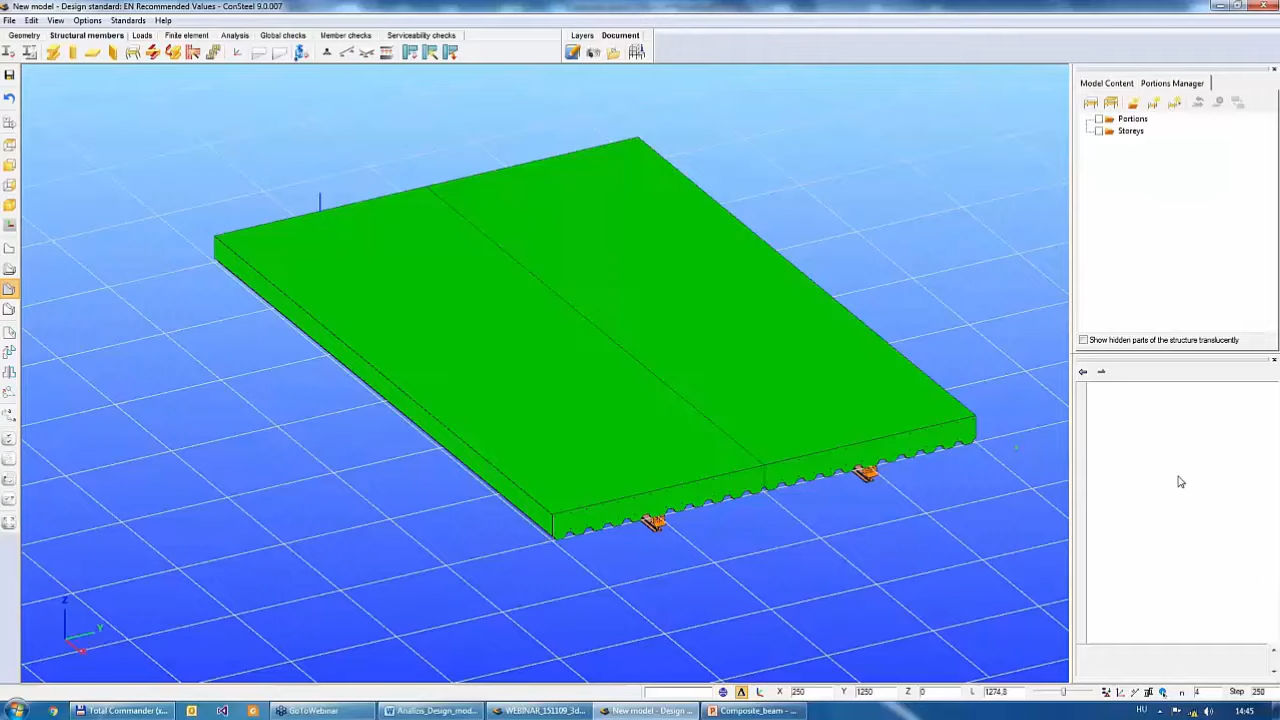 New model - Design standard: EN Recommended Values - ConSteel 9.0.007
File Edit View Options Standards Help
Geometry Structural members Loads Finite element Analysis Global checks Member checks Serviceability checks
Layers Document
Model Content Portions Manager
Portions
Storeys
Show hidden parts of the structure translucently
Z
Y
X 250 Y 1250 Z 0 L 1274.8
n 4 Step 250
Total Commander (x...
GoToWebinar
Analízis_Design_mod...
WEBINAR_151109_3d...
New model - Design ...
Composite_beam - ...
HU
14:45